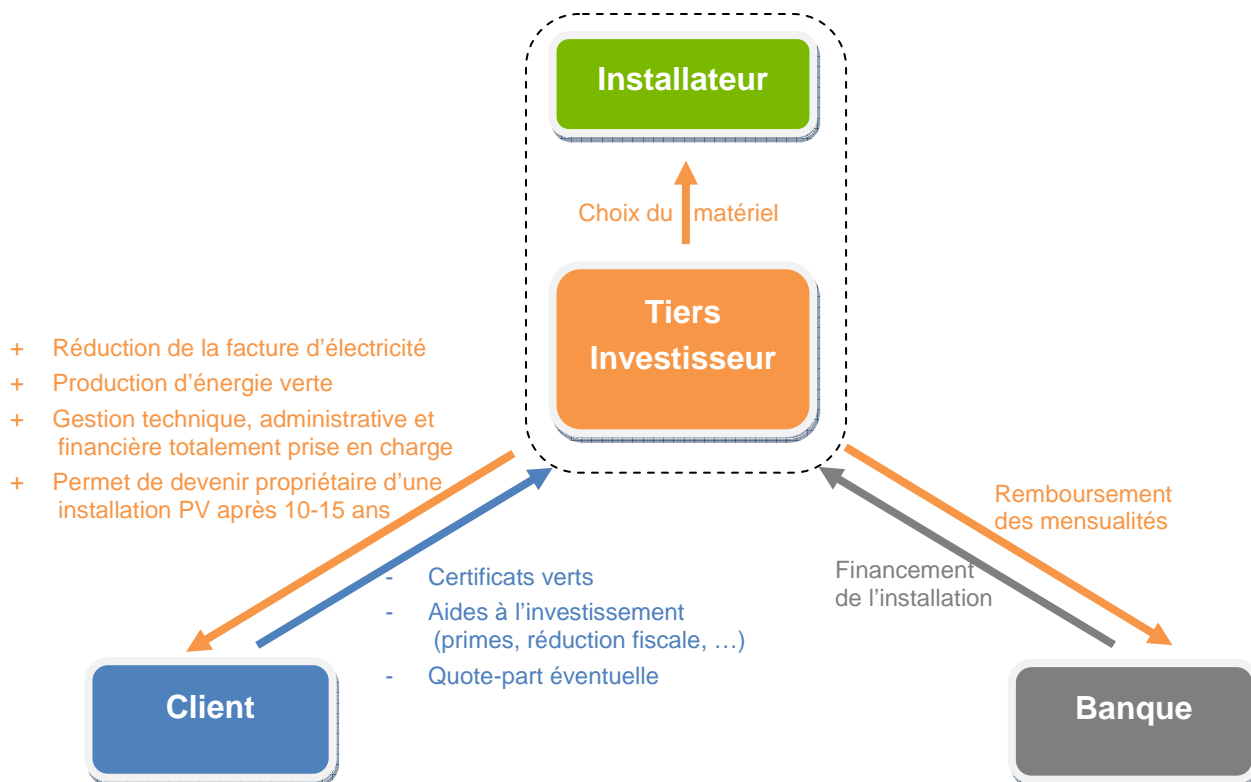 Installateur
Choix du matériel
Tiers
Investisseur
+ Réduction de la facture d’électricité
+ Production d’énergie verte
+ Gestion technique, administrative et
financière totalement prise en charge
+ Permet de devenir propriétaire d’une
installation PV après 10-15 ans
Remboursement
des mensualités
Financement
de l’installation
- Certificats verts
- Aides à l’investissement
(primes, réduction fiscale, …)
- Quote-part éventuelle
Client
Banque